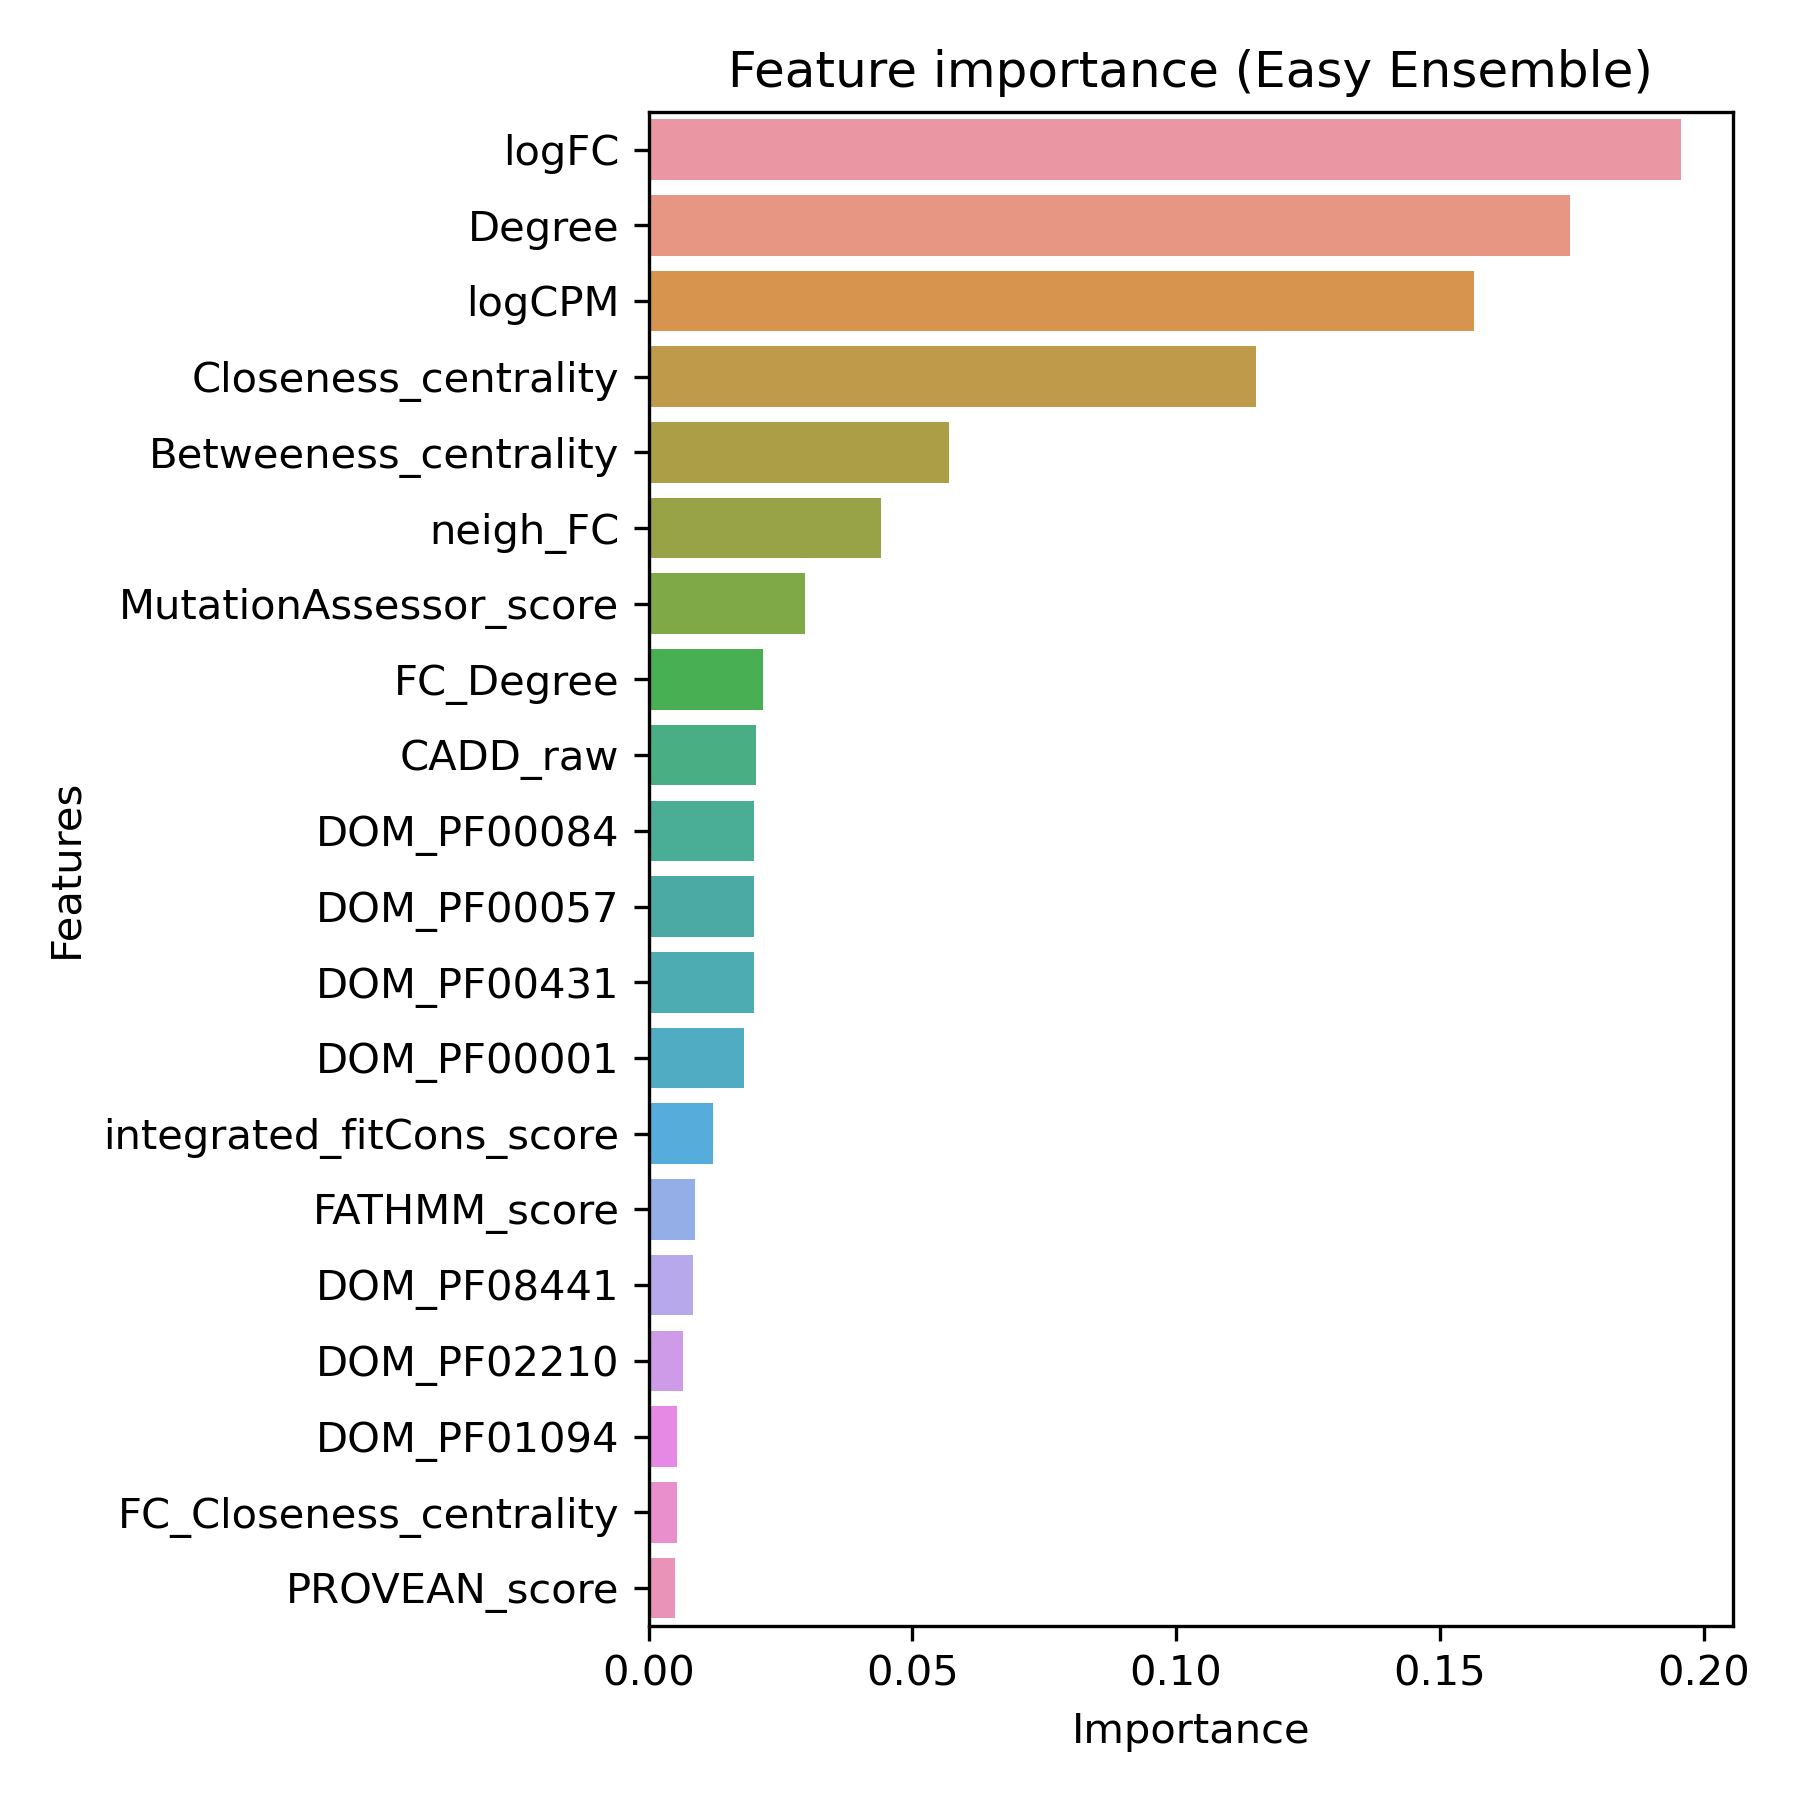 Feature importance (Easy Ensemble)
logFC
Degree
logCPM
Closeness_centrality
Betweeness_centrality
neigh_FC
MutationAssessor_score
FC_Degree
CADD_raw
DOM_PF00084
DOM_PF00057
DOM_PF00431
DOM_PF00001
integrated_fitCons_score
FATHMM_score
DOM_PF08441
DOM_PF02210
DOM_PF01094
FC_Closeness_centrality
PROVEAN_score
Features
0.00 0.05 0.10 0.15 0.20
Importance